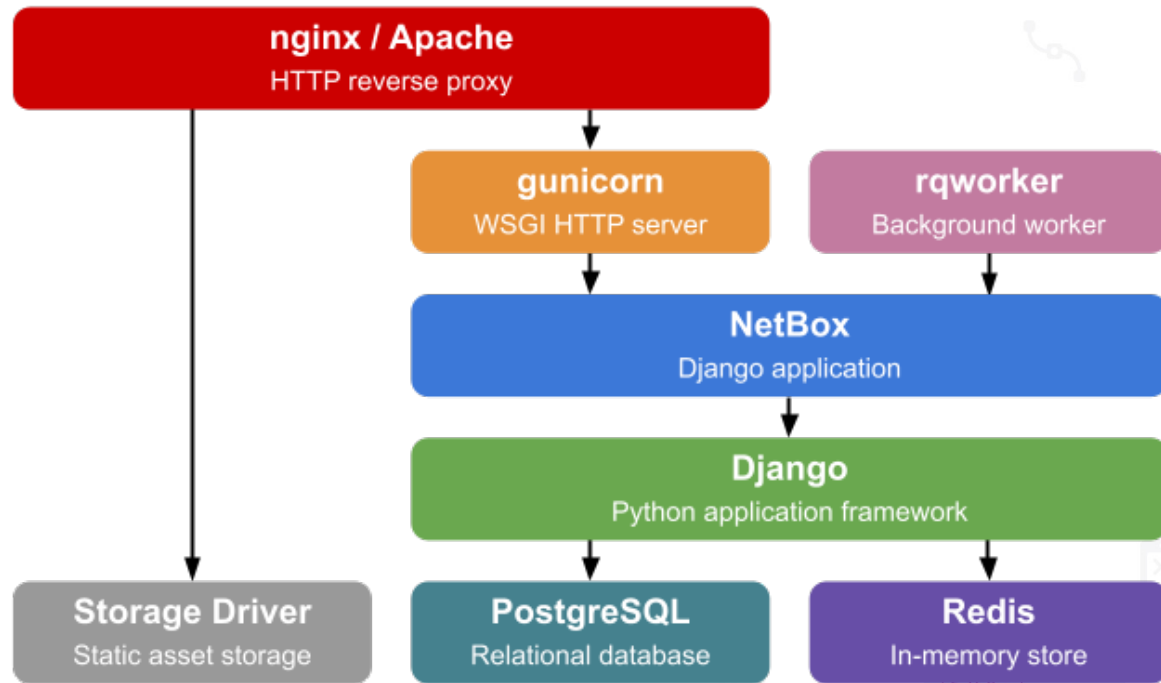 nginx / Apache
HTTP reverse proxy
gunicorn
WSGI HTTP server
rqworker
Background worker
NetBox
Django application
Django
Python application framework
Storage Driver
Static asset storage
PostgreSQL
Relational database
Redis
In-memory store